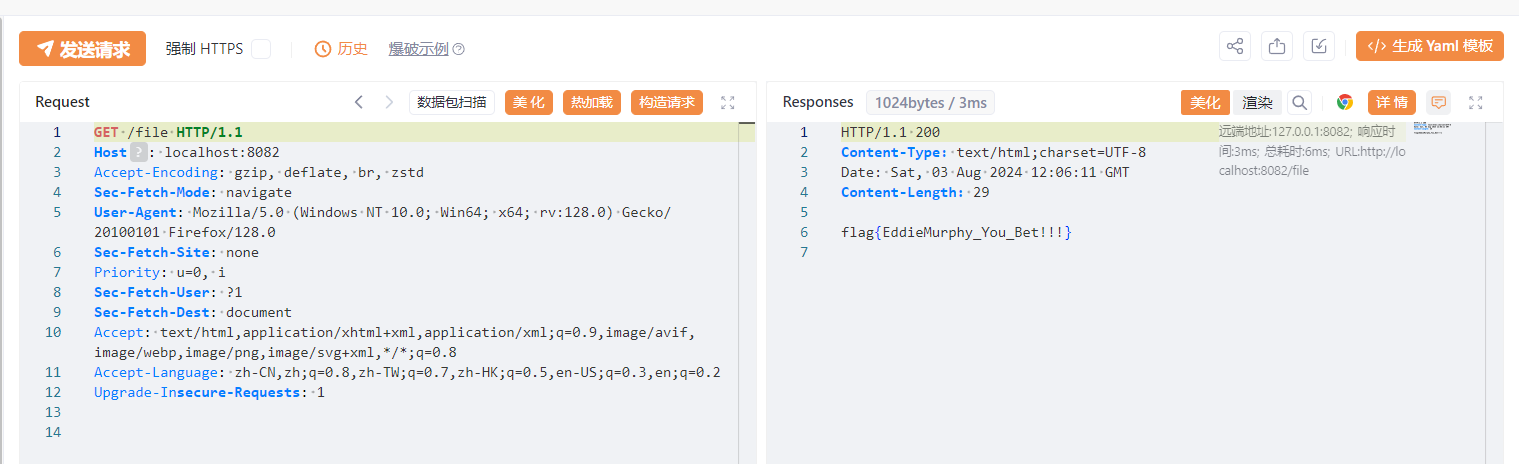 发送请求 强制 HTTPS 历史 爆破示例 生成 Yaml 模板
Request 数据包扫描 美化 热加载 构造请求
1 GET /file HTTP/1.1
2 Host ? : localhost:8082
3 Accept-Encoding: gzip, deflate, br, zstd
4 Sec-Fetch-Mode: navigate
5 User-Agent: Mozilla/5.0 (Windows NT 10.0; Win64; x64; rv:128.0) Gecko/
20100101 Firefox/128.0
6 Sec-Fetch-Site: none
7 Priority: u=0, i
8 Sec-Fetch-User: ?1
9 Sec-Fetch-Dest: document
10 Accept: text/html,application/xhtml+xml,application/xml;q=0.9,image/avif,
image/webp,image/png,image/svg+xml,*/*;q=0.8
11 Accept-Language: zh-CN,zh;q=0.8,zh-TW;q=0.7,zh-HK;q=0.5,en-US;q=0.3,en;q=0.2
12 Upgrade-Insecure-Requests: 1
13
14
Responses 1024bytes / 3ms 美化 渲染 详情
1 HTTP/1.1 200
2 Content-Type: text/html;charset=UTF-8
3 Date: Sat, 03 Aug 2024 12:06:11 GMT
4 Content-Length: 29
5
6 flag{EddieMurphy_You_Bet!!!}
7
远端地址:127.0.0.1:8082; 响应时
间:3ms; 总耗时:6ms; URL:http://lo
calhost:8082/file